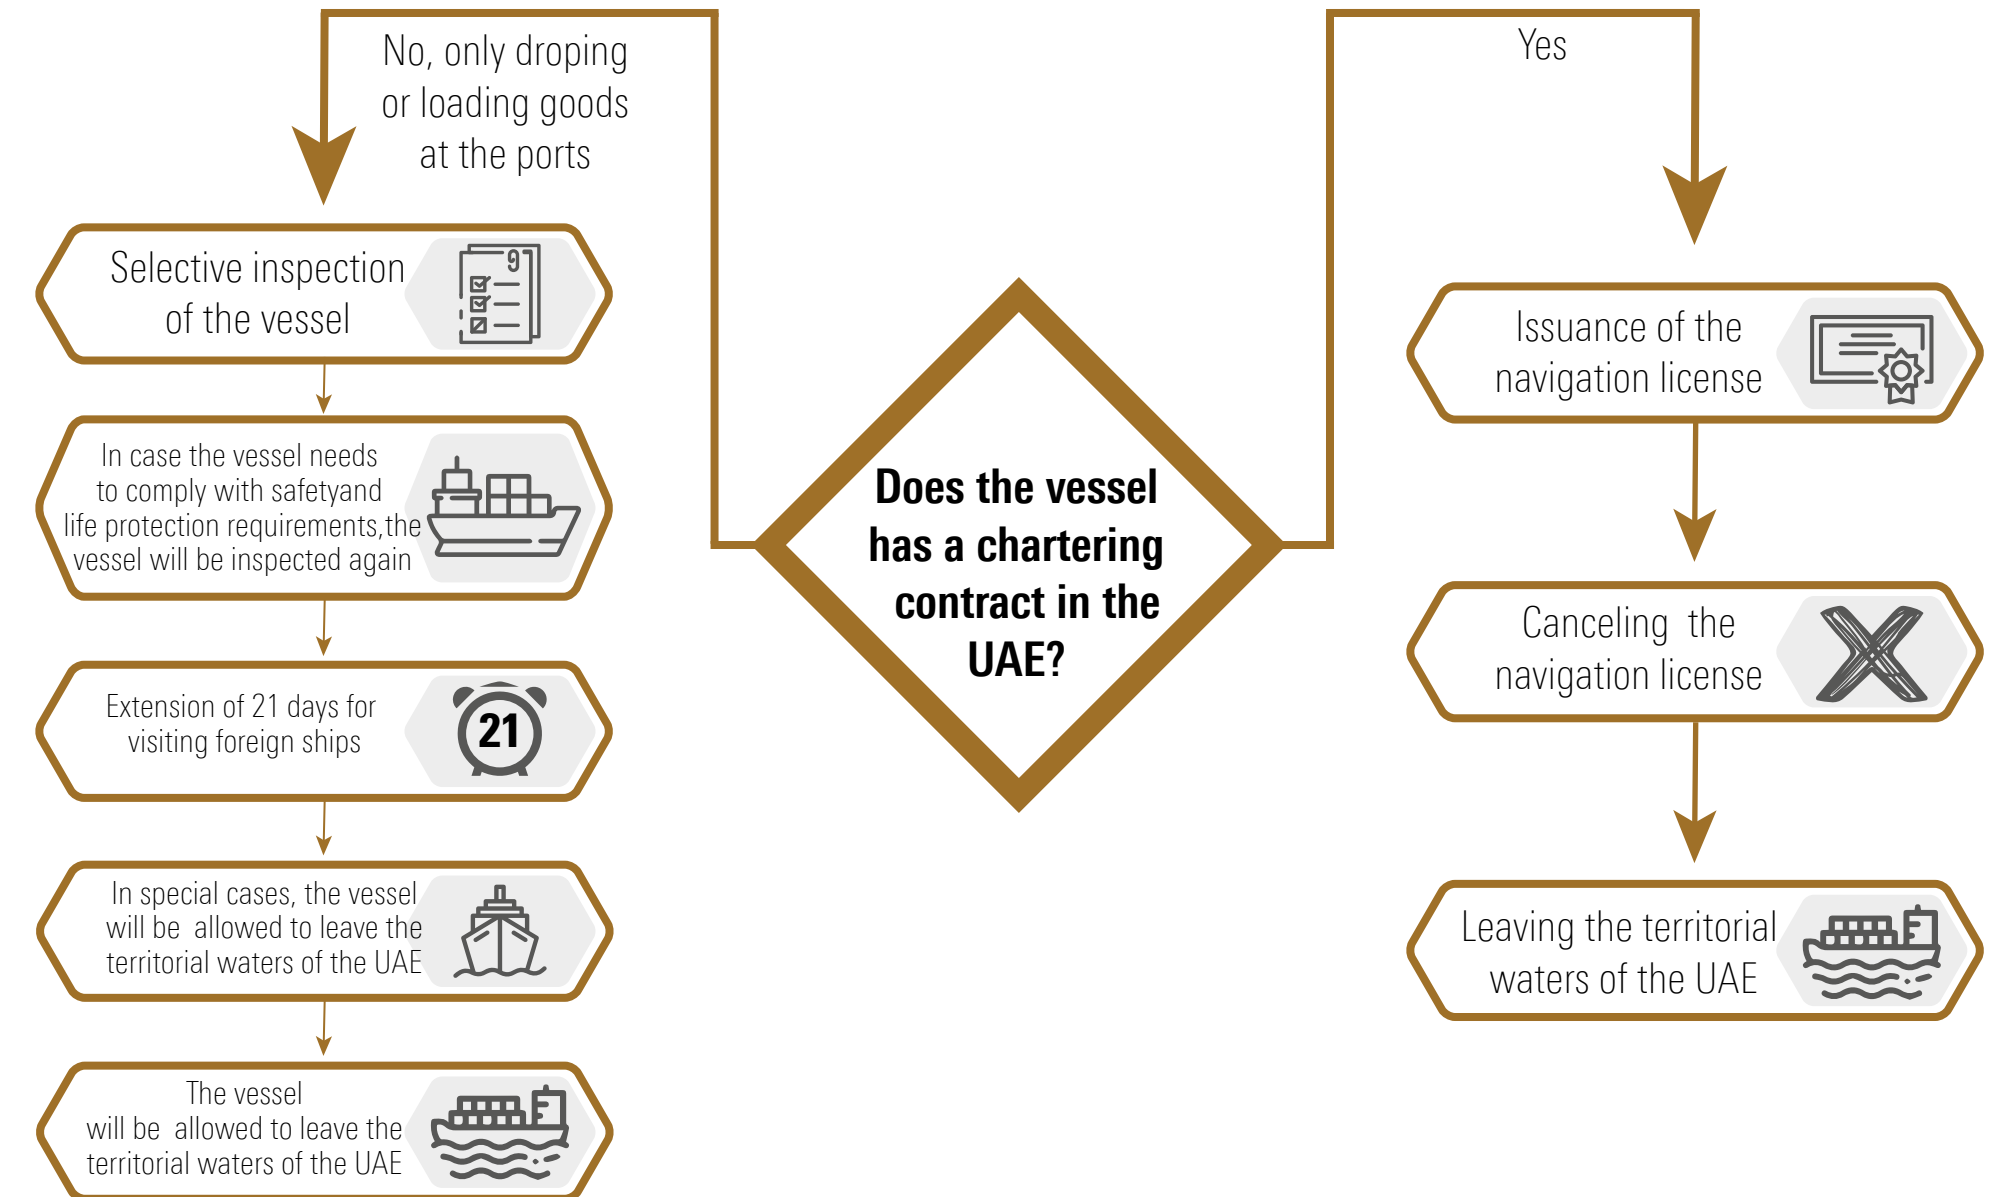 No, only droping
or loading goods
at the ports
Selective inspection
of the vessel
In case the vessel needs
to comply with safetyand
life protection requirements,the
vessel will be inspected again
Extension of 21 days for
visiting foreign ships
21
In special cases, the vessel
will be allowed to leave the
territorial waters of the UAE
The vessel
will be allowed to leave the
territorial waters of the UAE
Does the vessel
has a chartering
contract in the
UAE?
Yes
Issuance of the
navigation license
Canceling the
navigation license
Leaving the territorial
waters of the UAE